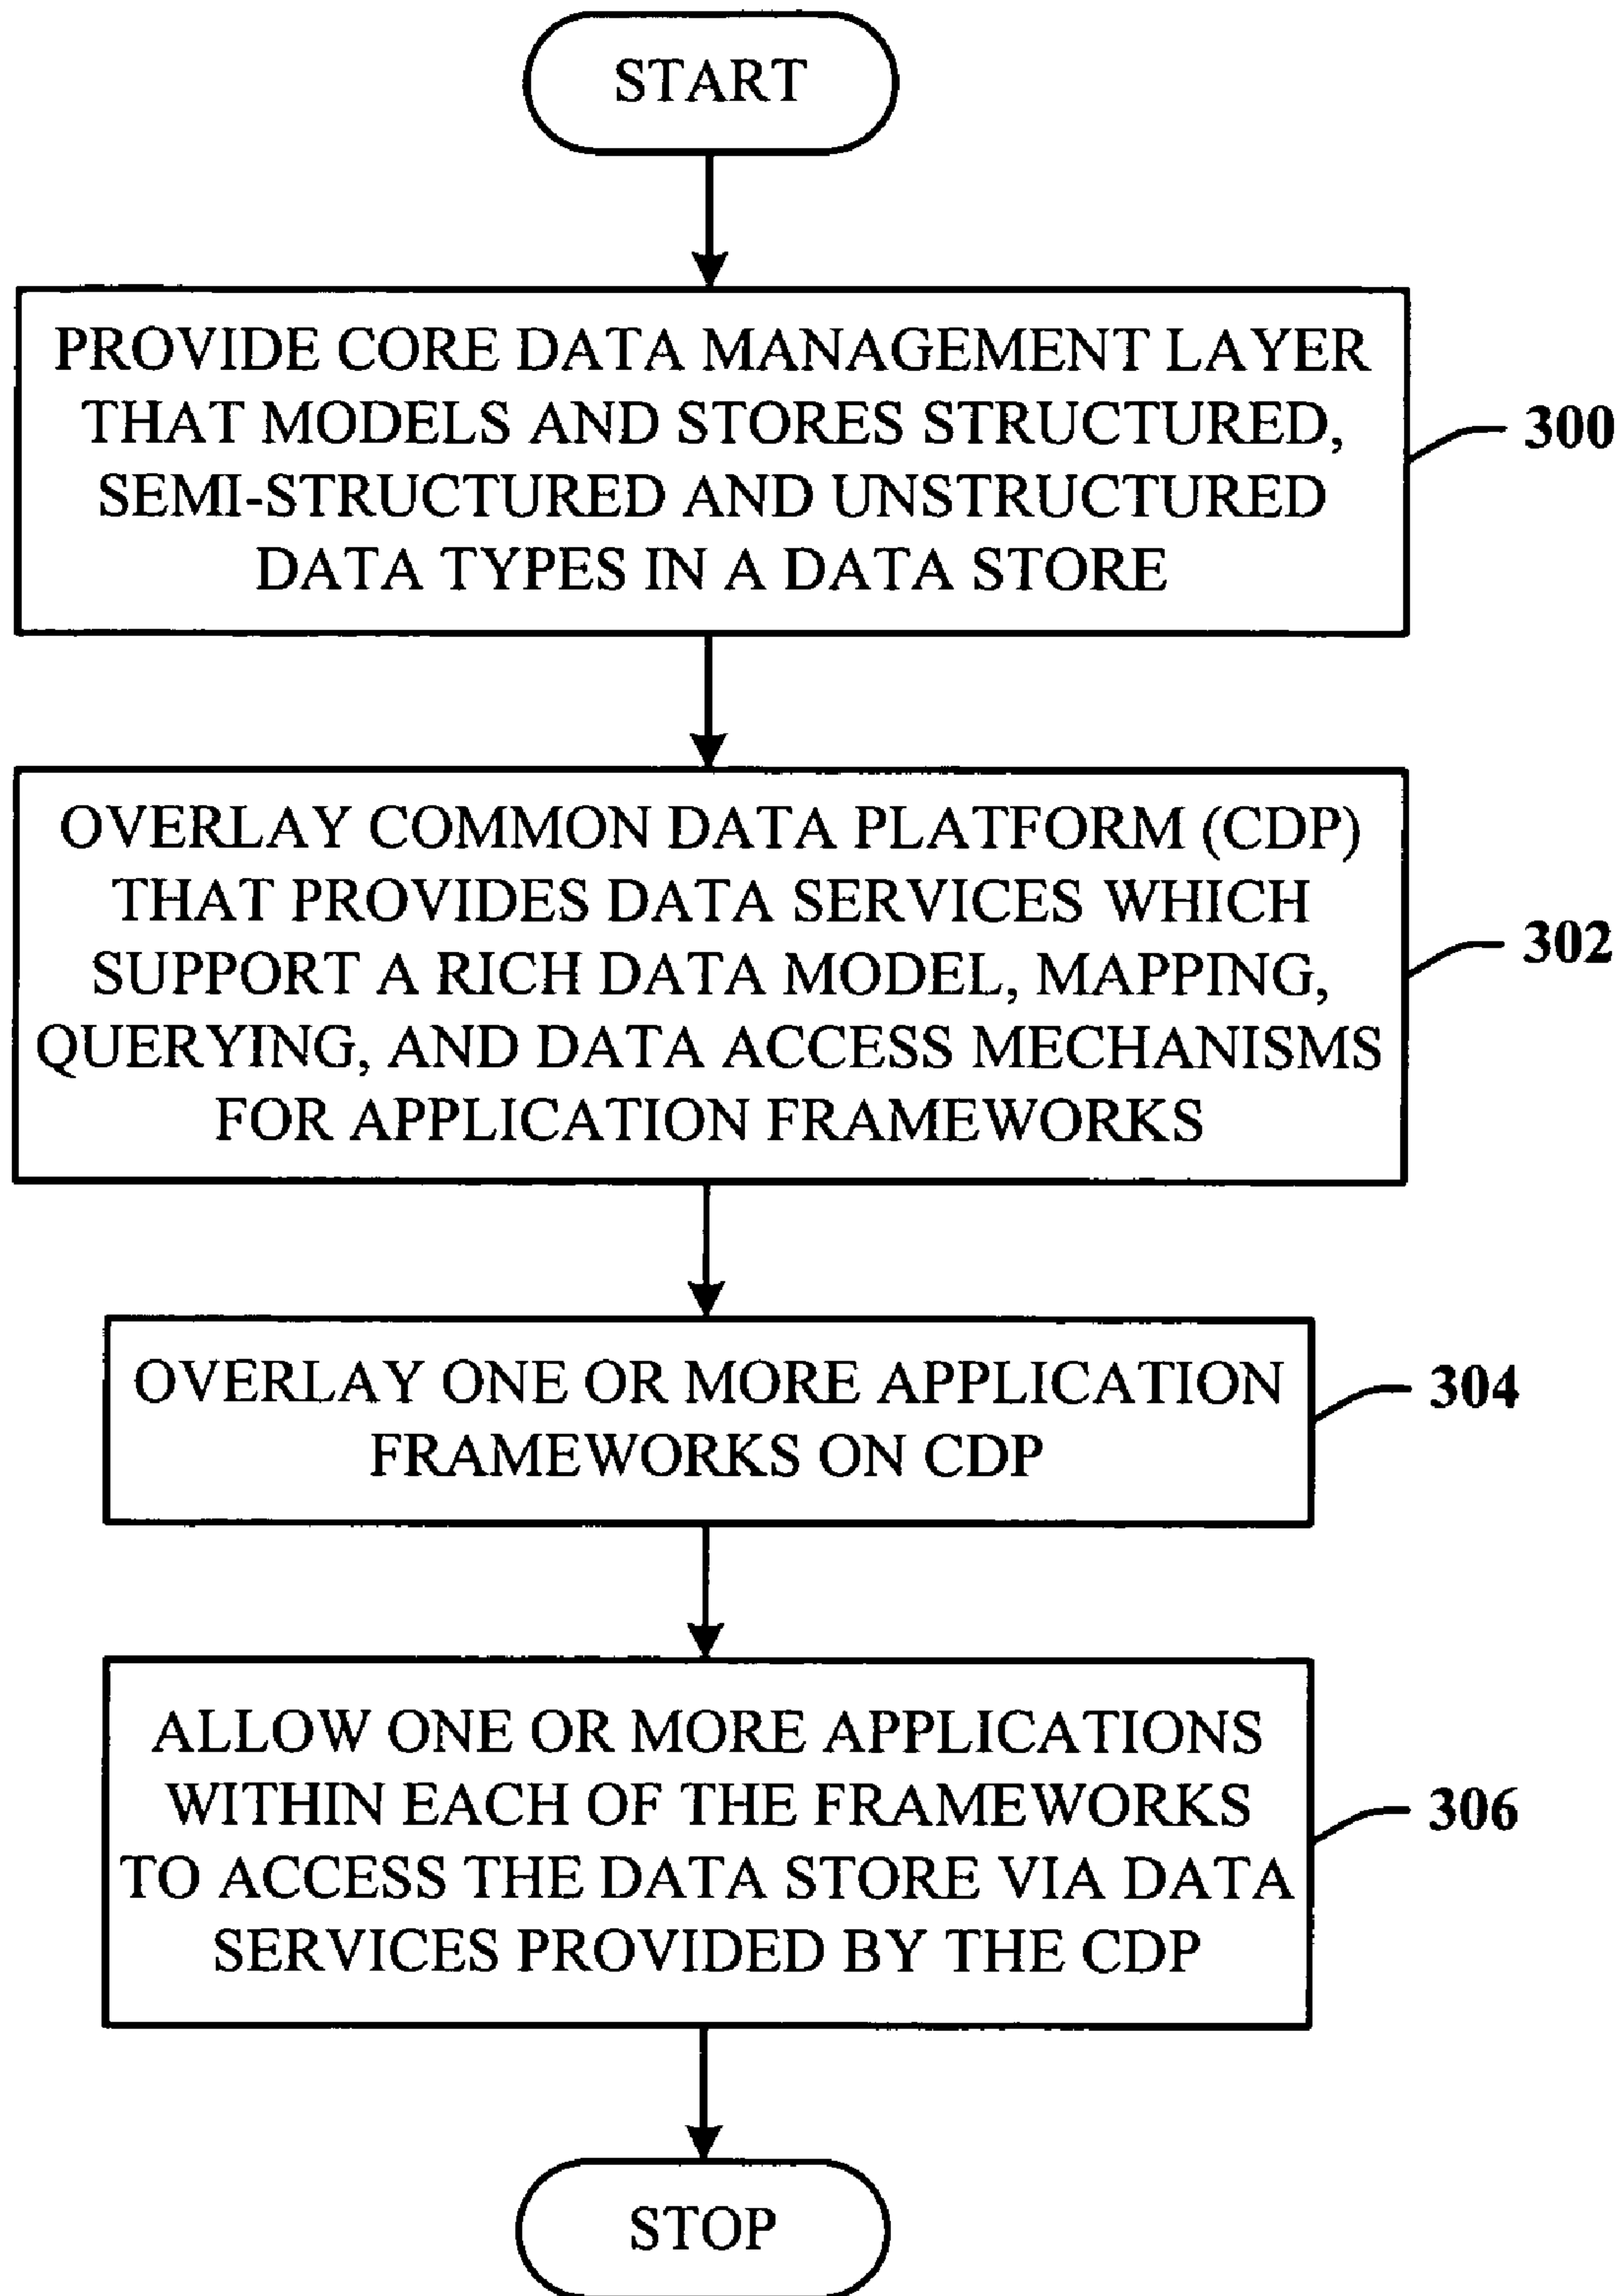 START
PROVIDE CORE DATA MANAGEMENT LAYER
THAT MODELS AND STORES STRUCTURED,
SEMI-STRUCTURED AND UNSTRUCTURED
DATA TYPES IN A DATA STORE
300
OVERLAY COMMON DATA PLATFORM (CDP)
THAT PROVIDES DATA SERVICES WHICH
SUPPORT A RICH DATA MODEL, MAPPING,
QUERYING, AND DATA ACCESS MECHANISMS
FOR APPLICATION FRAMEWORKS
302
OVERLAY ONE OR MORE APPLICATION
FRAMEWORKS ON CDP
304
ALLOW ONE OR MORE APPLICATIONS
WITHIN EACH OF THE FRAMEWORKS
TO ACCESS THE DATA STORE VIA DATA
SERVICES PROVIDED BY THE CDP
306
STOP